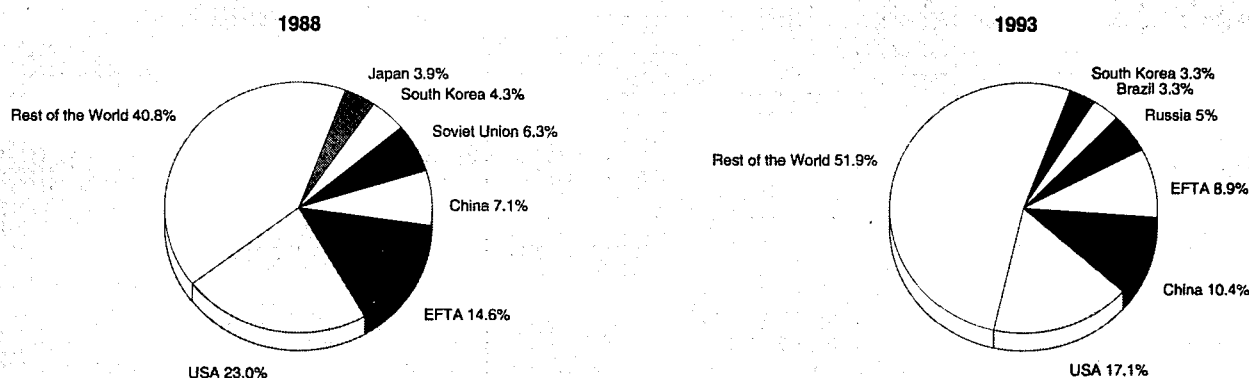 1988
Japan 3.9%
South Korea 4.3%
Rest of the World 40.8%
Soviet Union 6.3%
China 7.1%
EFTA 14.6%
USA 23.0%
1993
South Korea 3.3%
Brazil 3.3%
Russia 5%
Rest of the World 51.9%
EFTA 8.9%
China 10.4%
USA 17.1%